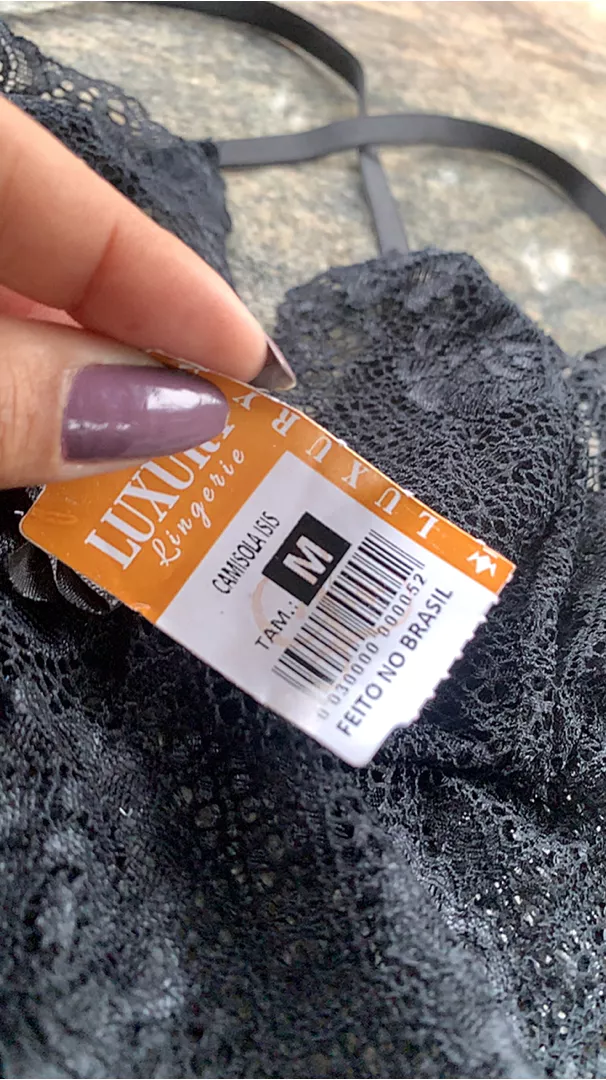 LUXURY
Lingerie
LUXURY
CAMISOLA ISIS
TAM.: M
0 030000 000052
FEITO NO BRASIL